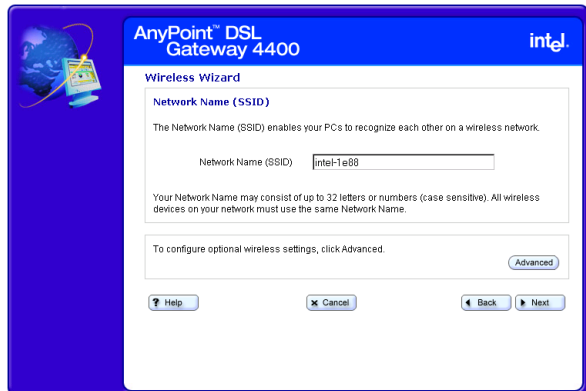 AnyPoint™ DSL
Gateway 4400
intel.
Wireless Wizard
Network Name (SSID)
The Network Name (SSID) enables your PCs to recognize each other on a wireless network.
Network Name (SSID) intel-1e88
Your Network Name may consist of up to 32 letters or numbers (case sensitive). All wireless
devices on your network must use the same Network Name.
To configure optional wireless settings, click Advanced.
Advanced
? Help
× Cancel
Back
Next